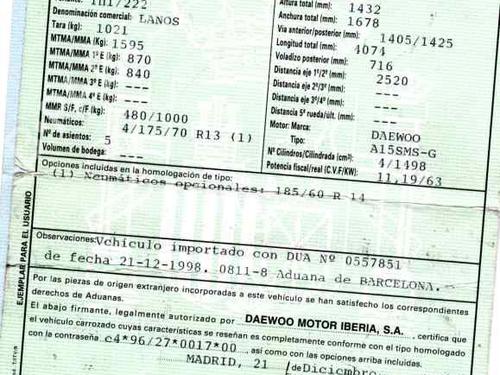 1H1/222
Denominación comercial: LANOS
Tara (kg): 1021
MTMA/MMA (Kg): 1595
MTMA/MMA 1º E (kg): 870
MTMA/MMA 2º E (kg): 840
MTMA/MMA 3º E (kg): ---
MTMA/MMA 4º E (kg): ---
MMR S/F, c/F (kg): 480/1000
Neumáticos: 4/175/70 R13 (1)
Nº de asientos: 5
Volumen de bodega: ---
Altura total (mm): 1432
Anchura total (mm): 1678
Via anterior/posterior (mm): 1405/1425
Longitud total (mm): 4074
Voladizo posterior (mm): 716
Distancia eje 1º/2º (mm): 2520
Distancia eje 2º/3º (mm): ---
Distancia eje 3º/4º (mm): ---
Distancia 5ª rueda/últ. (mm): ---
Motor: Marca: DAEWOO
Tipo: A15SMS-G
Nº Cilindros/Cilindrada (cm³): 4/1498
Potencia fiscal/real (C.V.F/KW): 11,19/63
Opciones incluidas en la homologación de tipo:
(1) Neumáticos opcionales: 185/60 R 14
EJEMPLAR PARA EL USUARIO
Observaciones: Vehículo importado con DUA Nº 0557851
de fecha 21-12-1998. 0811-8 Aduana de BARCELONA.
Por las piezas de origen extranjero incorporadas a este vehículo se han satisfecho los correspondientes
derechos de Aduanas.
El abajo firmante, legalmente autorizado por DAEWOO MOTOR IBERIA, S.A. certifica que
el vehículo carrozado cuyas características se reseñan es completamente conforme con el tipo homologado
con la contraseña c4*96/27*0017*00, así como con las opciones arriba incluidas.
MADRID, 21 de Diciembre